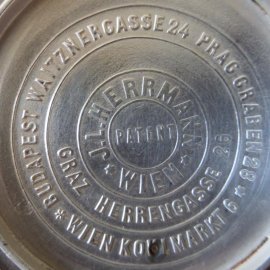 BUDAPEST WAITZNERGASSE 24 PRAG GRABEN 28 * WIEN KOHLMARKT 6 *
GRAZ HERRENGASSE 26
J. L. HERRMANN * WIEN *
PATENT